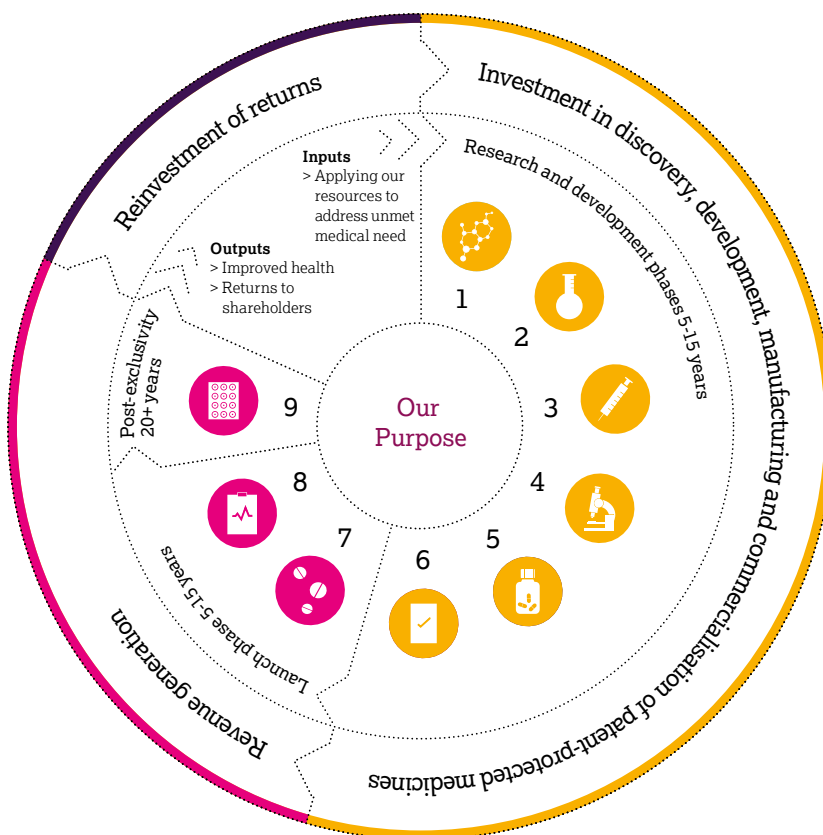 Reinvestment of returns
Investment in discovery, development, manufacturing and commercialisation of patent-protected medicines
Research and development phases 5-15 years
Inputs
> Applying our
resources to
address unmet
medical need
Outputs
> Improved health
> Returns to
shareholders
1
2
3
4
5
6
7
8
9
Our
Purpose
Post-exclusivity
20+ years
Launch phase 5-15 years
Revenue generation